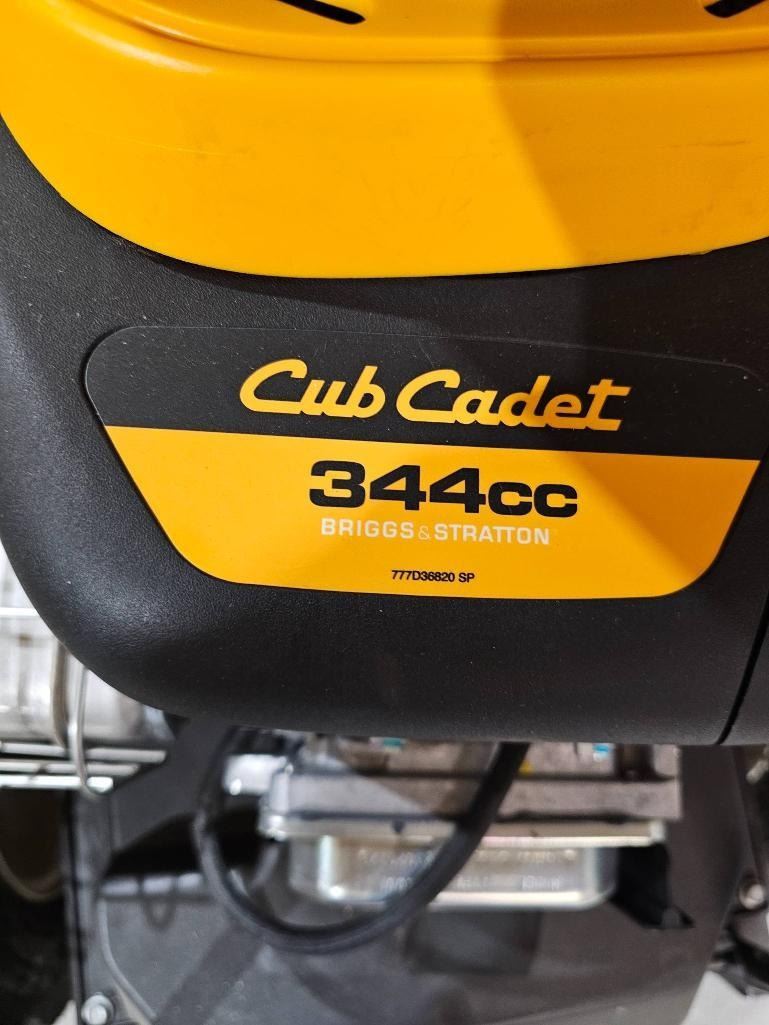 Cub Cadet
344cc
BRIGGS & STRATTON
777D36820 SP